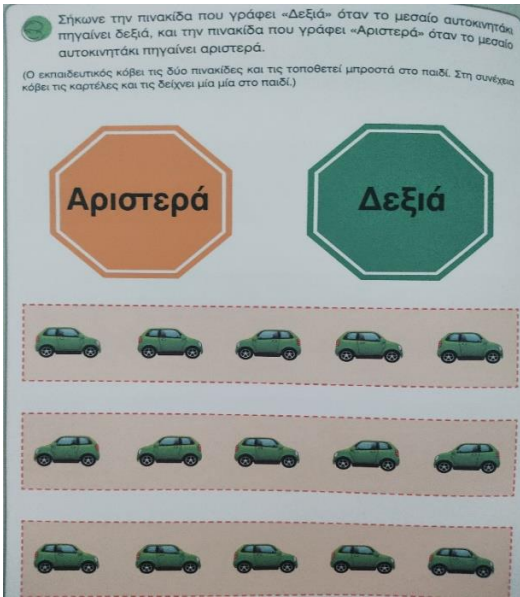 Σήκωνε την πινακίδα που γράφει «Δεξιά» όταν το μεσαίο αυτοκινητάκι
πηγαίνει δεξιά, και την πινακίδα που γράφει «Αριστερά» όταν το μεσαίο
αυτοκινητάκι πηγαίνει αριστερά.
(Ο εκπαιδευτικός κόβει τις δύο πινακίδες και τις τοποθετεί μπροστά στο παιδί. Στη συνέχεια
κόβει τις καρτέλες και τις δείχνει μία μία στο παιδί.)
Αριστερά
Δεξιά